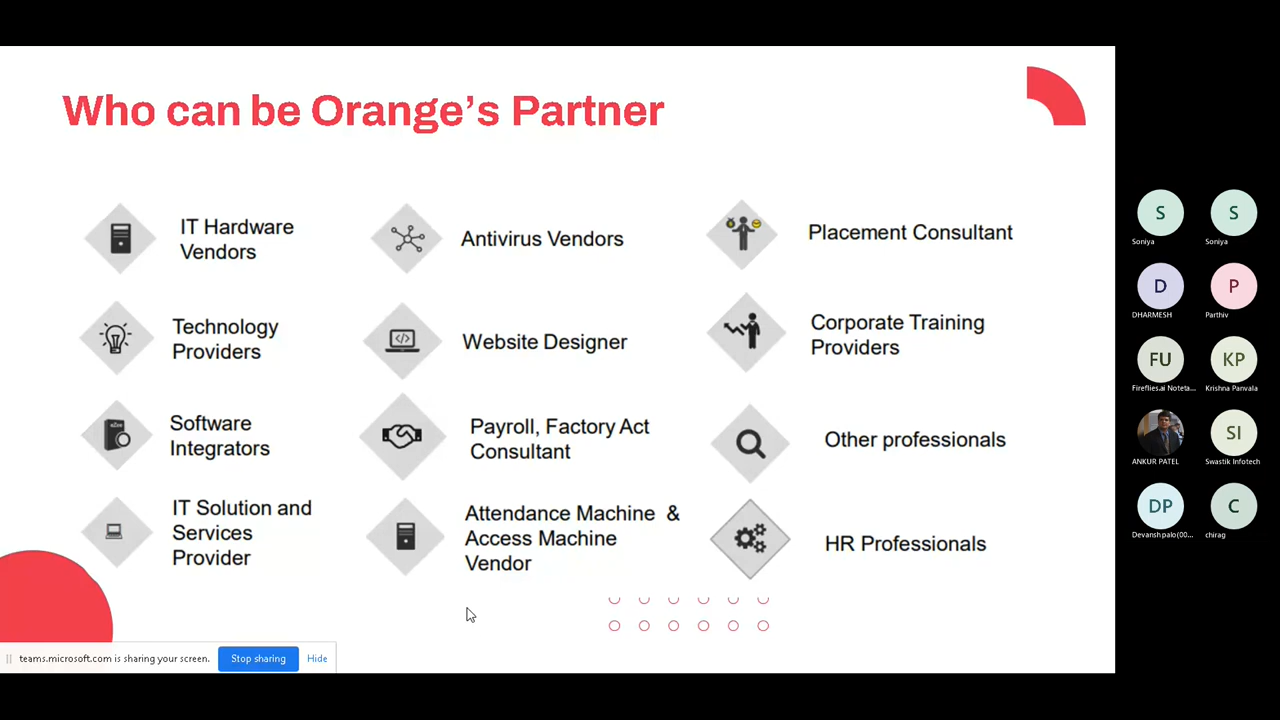 Who can be Orange's Partner
IT Hardware
Vendors
Antivirus Vendors
Placement Consultant
Technology
Providers
Website Designer
Corporate Training
Providers
Software
Integrators
Payroll, Factory Act
Consultant
Other professionals
IT Solution and
Services
Provider
Attendance Machine &
Access Machine
Vendor
HR Professionals
teams.microsoft.com is sharing your screen.
Stop sharing
Hide
S
Soniya
S
Soniya
D
DHARMESH
P
Parthiv
FU
Fireflies.ai Noteta...
KP
Krishna Panvala
ANKUR PATEL
SI
Swastik Infotech
DP
Devansh palo (00...
C
chirag